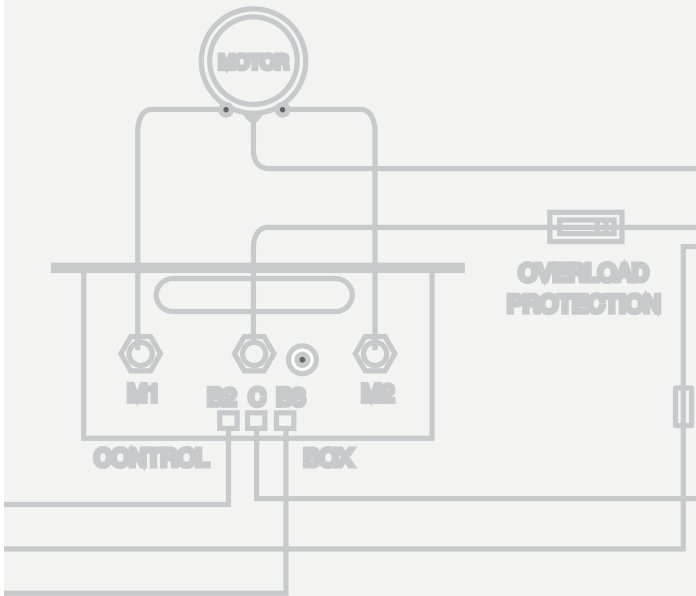 MOTOR
OVERLOAD
PROTECTION
M1
B2 C B3
M2
CONTROL
BOX